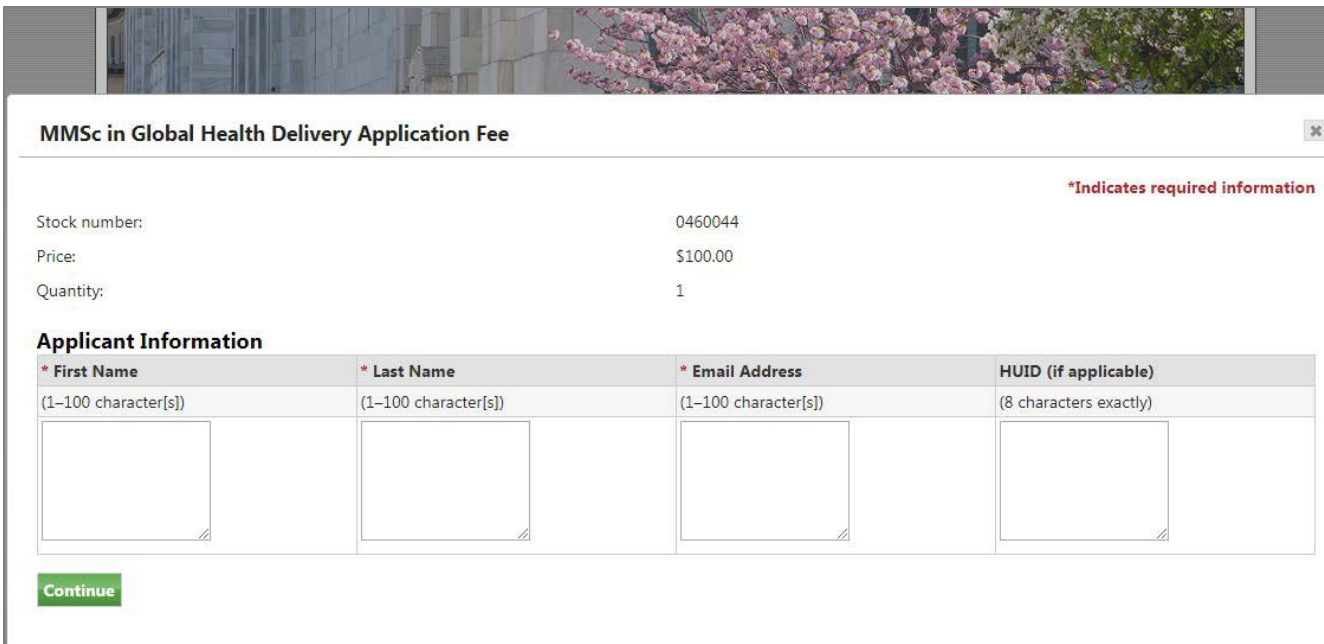 MMSc in Global Health Delivery Application Fee
*Indicates required information
Stock number: 0460044
Price: $100.00
Quantity: 1
Applicant Information
* First Name * Last Name * Email Address HUID (if applicable)
(1–100 character[s]) (1–100 character[s]) (1–100 character[s]) (8 characters exactly)
Continue